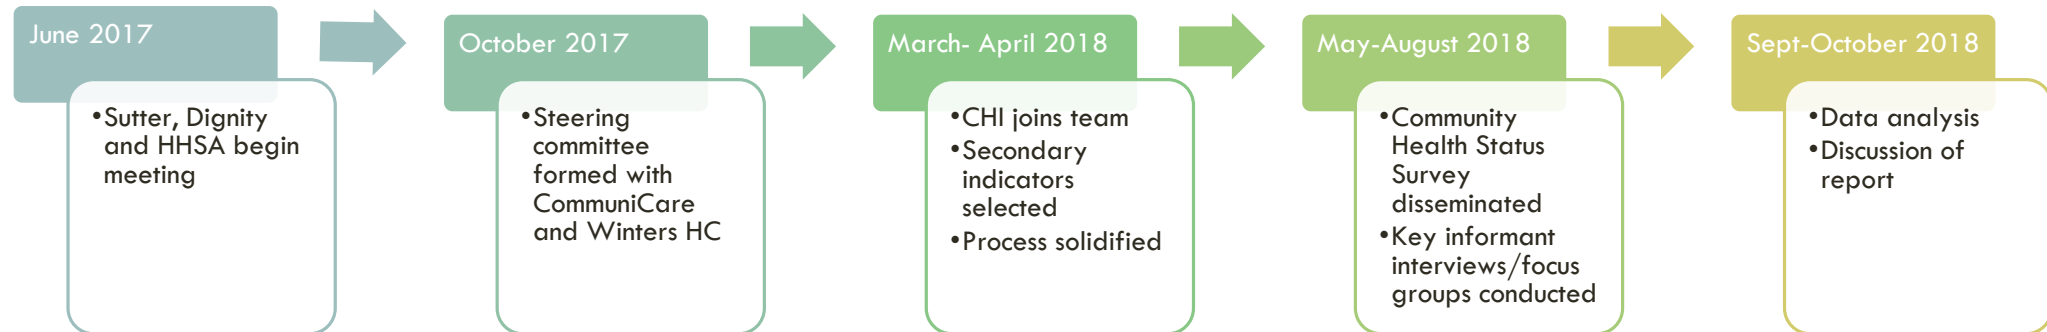 June 2017
•Sutter, Dignity
and HHSA begin
meeting
October 2017
•Steering
committee
formed with
CommuniCare
and Winters HC
March- April 2018
•CHI joins team
•Secondary
indicators
selected
•Process solidified
May-August 2018
•Community
Health Status
Survey
disseminated
•Key informant
interviews/focus
groups conducted
Sept-October 2018
•Data analysis
•Discussion of
report